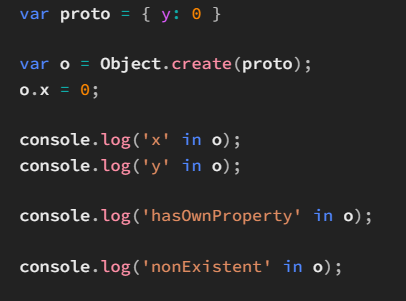 var proto = { y: 0 }
var o = Object.create(proto);
o.x = 0;
console.log('x' in o);
console.log('y' in o);
console.log('hasOwnProperty' in o);
console.log('nonExistent' in o);